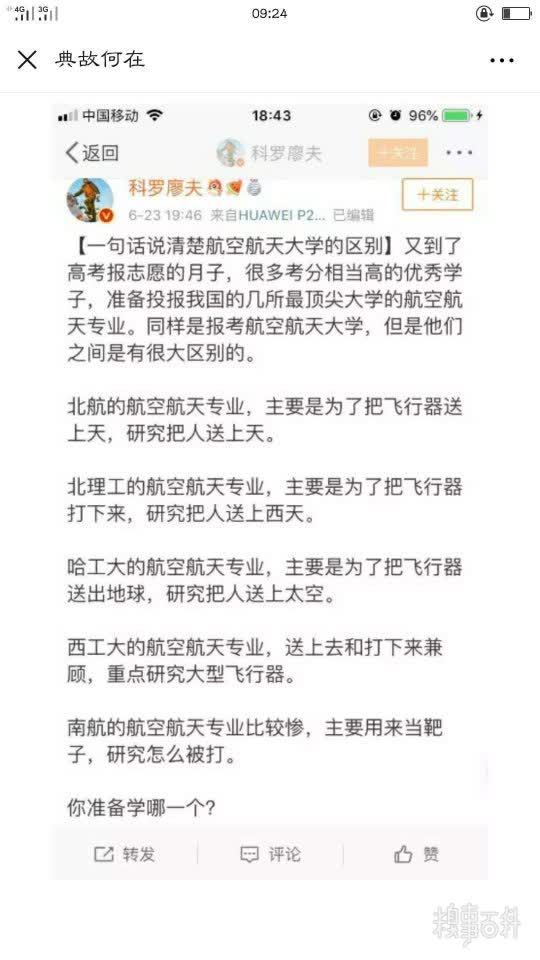 4G 3G 09:24
典故何在
中国移动 18:43 96%
返回 科罗廖夫 +关注
科罗廖夫 +关注
6-23 19:46 来自HUAWEI P2... 已编辑
【一句话说清楚航空航天大学的区别】又到了
高考报志愿的月子，很多考分相当高的优秀学
子，准备投报我国的几所最顶尖大学的航空航
天专业。同样是报考航空航天大学，但是他们
之间是有很大区别的。
北航的航空航天专业，主要是为了把飞行器送
上天，研究把人送上天。
北理工的航空航天专业，主要是为了把飞行器
打下来，研究把人送上西天。
哈工大的航空航天专业，主要是为了把飞行器
送出地球，研究把人送上太空。
西工大的航空航天专业，送上去和打下来兼
顾，重点研究大型飞行器。
南航的航空航天专业比较惨，主要用来当靶
子，研究怎么被打。
你准备学哪一个？
转发 评论 赞
糗事百科